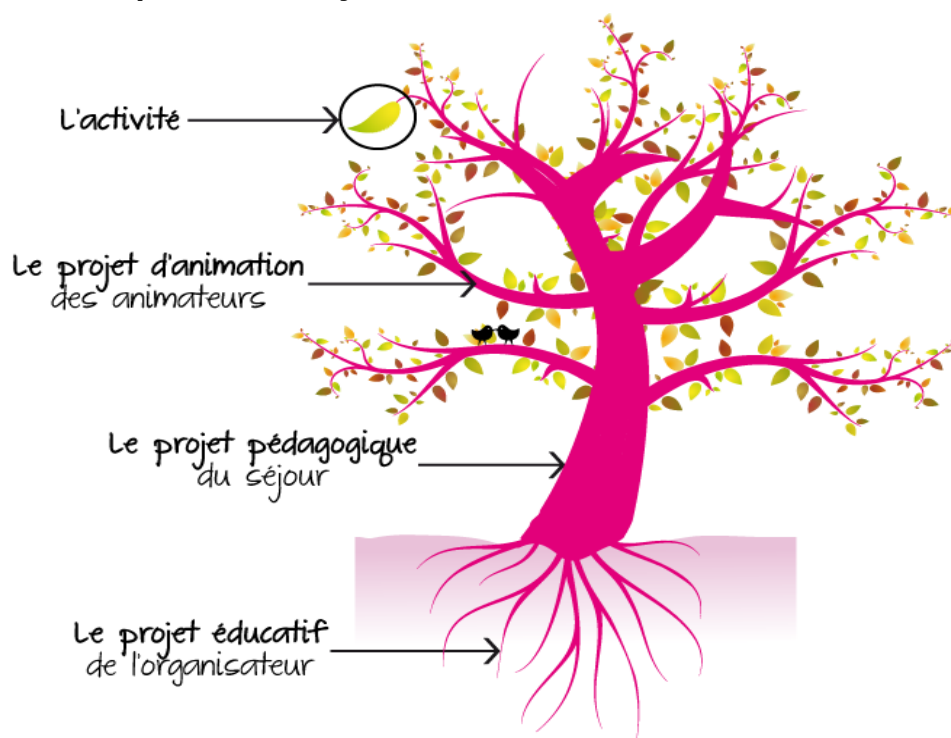 L'activité
Le projet d'animation
des animateurs
Le projet pédagogique
du séjour
Le projet éducatif
de l'organisateur